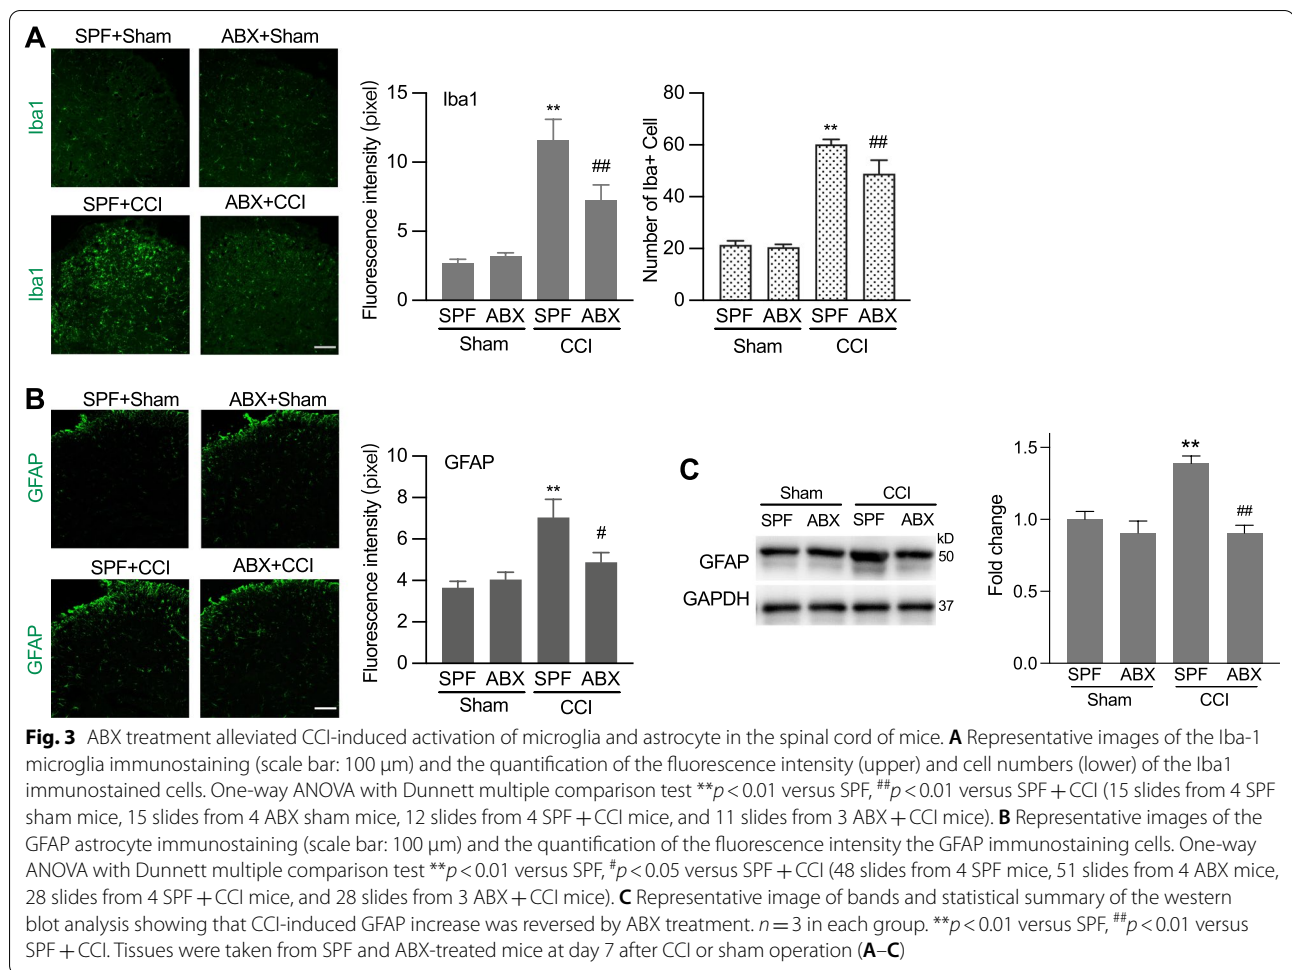 A
SPF+Sham ABX+Sham
Iba1
SPF+CCI ABX+CCI
Iba1
Fluorescence intensity (pixel)
15
10
5
0
Iba1
**
##
SPF ABX SPF ABX
Sham CCI
Number of Iba+ Cell
80
60
40
20
0
**
##
SPF ABX SPF ABX
Sham CCI
B
SPF+Sham ABX+Sham
GFAP
SPF+CCI ABX+CCI
GFAP
Fluorescence intensity (pixel)
10
8
6
4
2
0
GFAP
**
#
SPF ABX SPF ABX
Sham CCI
C
Sham CCI
SPF ABX SPF ABX
kD
GFAP 50
GAPDH 37
Fold change
1.5
1.0
0.5
0.0
**
##
SPF ABX SPF ABX
Sham CCI
Fig. 3 ABX treatment alleviated CCI-induced activation of microglia and astrocyte in the spinal cord of mice. A Representative images of the Iba-1
microglia immunostaining (scale bar: 100 μm) and the quantification of the fluorescence intensity (upper) and cell numbers (lower) of the Iba1
immunostained cells. One-way ANOVA with Dunnett multiple comparison test **p < 0.01 versus SPF, ##p < 0.01 versus SPF + CCI (15 slides from 4 SPF
sham mice, 15 slides from 4 ABX sham mice, 12 slides from 4 SPF + CCI mice, and 11 slides from 3 ABX + CCI mice). B Representative images of the
GFAP astrocyte immunostaining (scale bar: 100 μm) and the quantification of the fluorescence intensity the GFAP immunostaining cells. One-way
ANOVA with Dunnett multiple comparison test **p < 0.01 versus SPF, #p < 0.05 versus SPF + CCI (48 slides from 4 SPF mice, 51 slides from 4 ABX mice,
28 slides from 4 SPF + CCI mice, and 28 slides from 3 ABX + CCI mice). C Representative image of bands and statistical summary of the western
blot analysis showing that CCI-induced GFAP increase was reversed by ABX treatment. n = 3 in each group. **p < 0.01 versus SPF, ##p < 0.01 versus
SPF + CCI. Tissues were taken from SPF and ABX-treated mice at day 7 after CCI or sham operation (A–C)